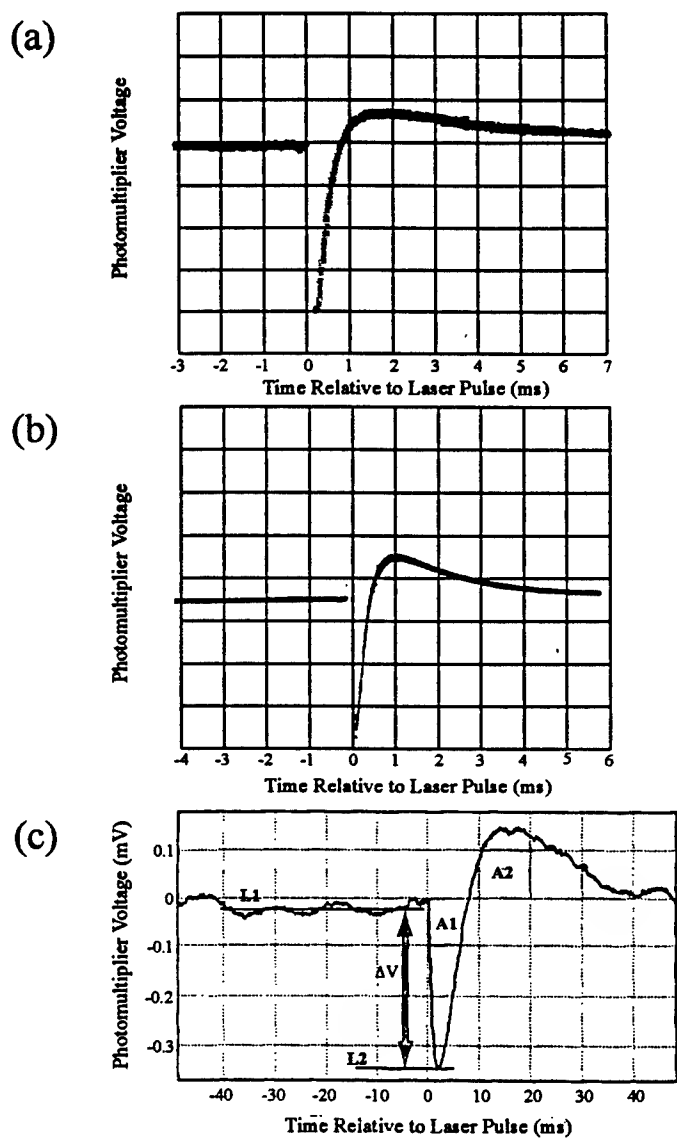 (a)
Photomultiplier Voltage
-3 -2 -1 0 1 2 3 4 5 6 7
Time Relative to Laser Pulse (ms)
(b)
Photomultiplier Voltage
-4 -3 -2 -1 0 1 2 3 4 5 6
Time Relative to Laser Pulse (ms)
(c)
Photomultiplier Voltage (mV)
0.1
0
-0.1
-0.2
-0.3
L1
A1
A2
ΔV
L2
-40 -30 -20 -10 0 10 20 30 40
Time Relative to Laser Pulse (ms)